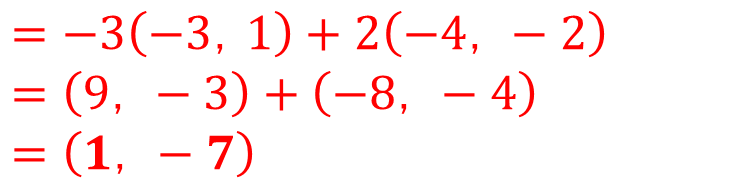 = −3(−3, 1) + 2(−4, − 2)
= (9, − 3) + (−8, − 4)
= (1, − 7)